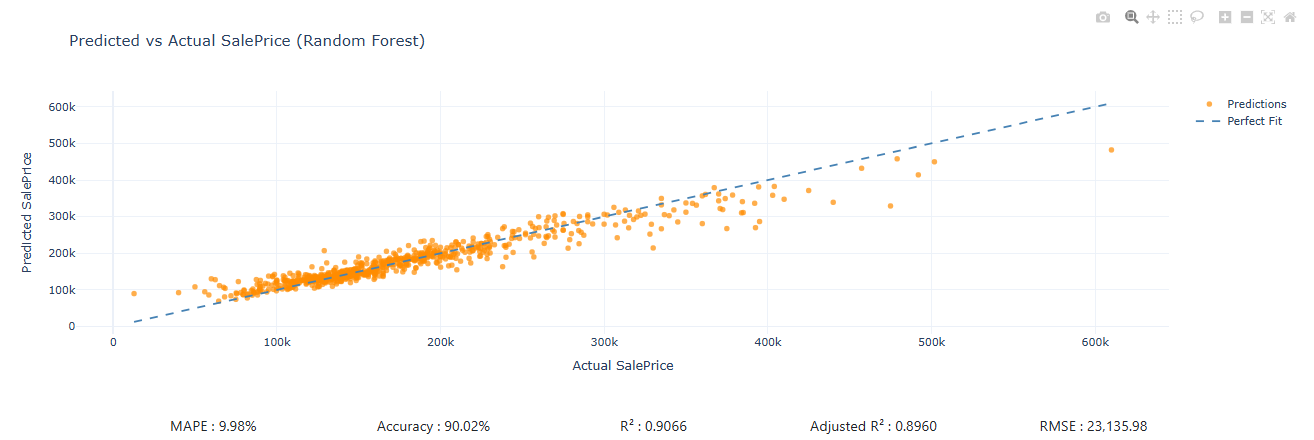 Predicted vs Actual SalePrice (Random Forest)
Predictions
Perfect Fit
Predicted SalePrice
600k
500k
400k
300k
200k
100k
0
0 100k 200k 300k 400k 500k 600k
Actual SalePrice
MAPE : 9.98% Accuracy : 90.02% R² : 0.9066 Adjusted R² : 0.8960 RMSE : 23,135.98